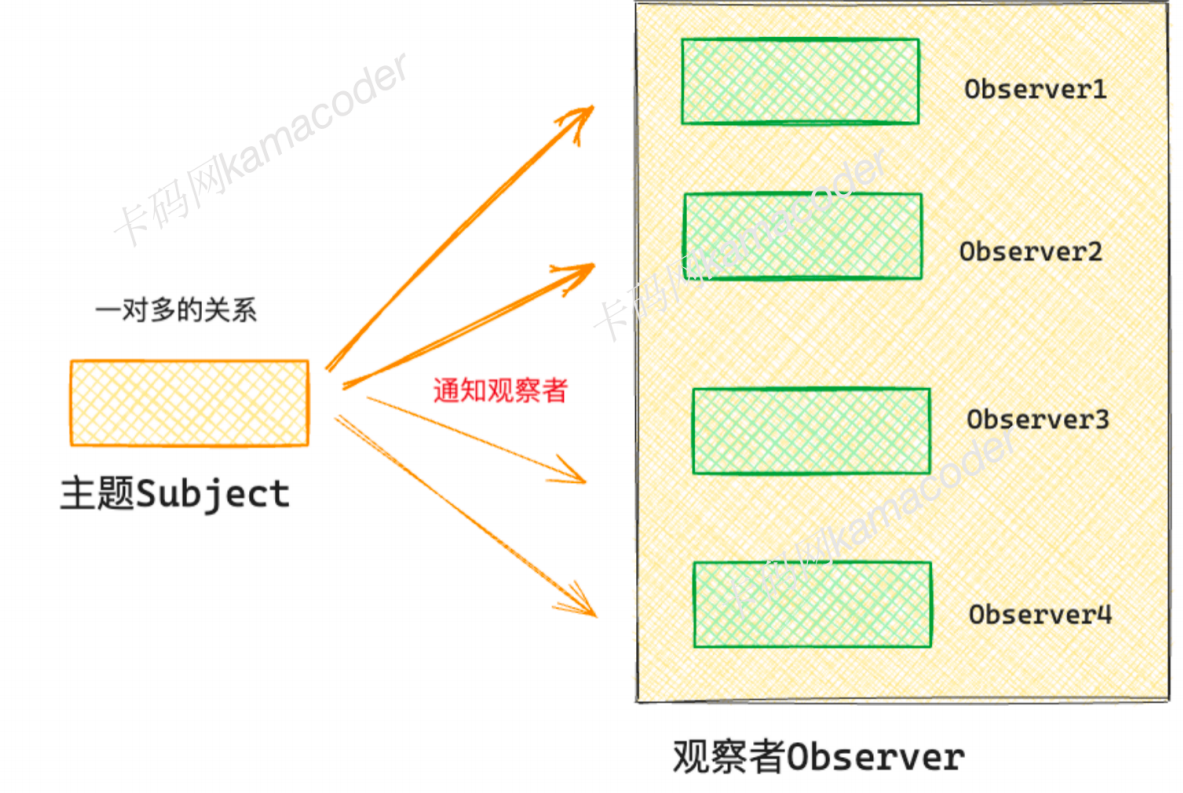 卡码网kamacoder
Observer1
卡码网kamacoder
Observer2
一对多的关系
通知观察者
Observer3
主题Subject
卡码网kamacoder
Observer4
观察者Observer